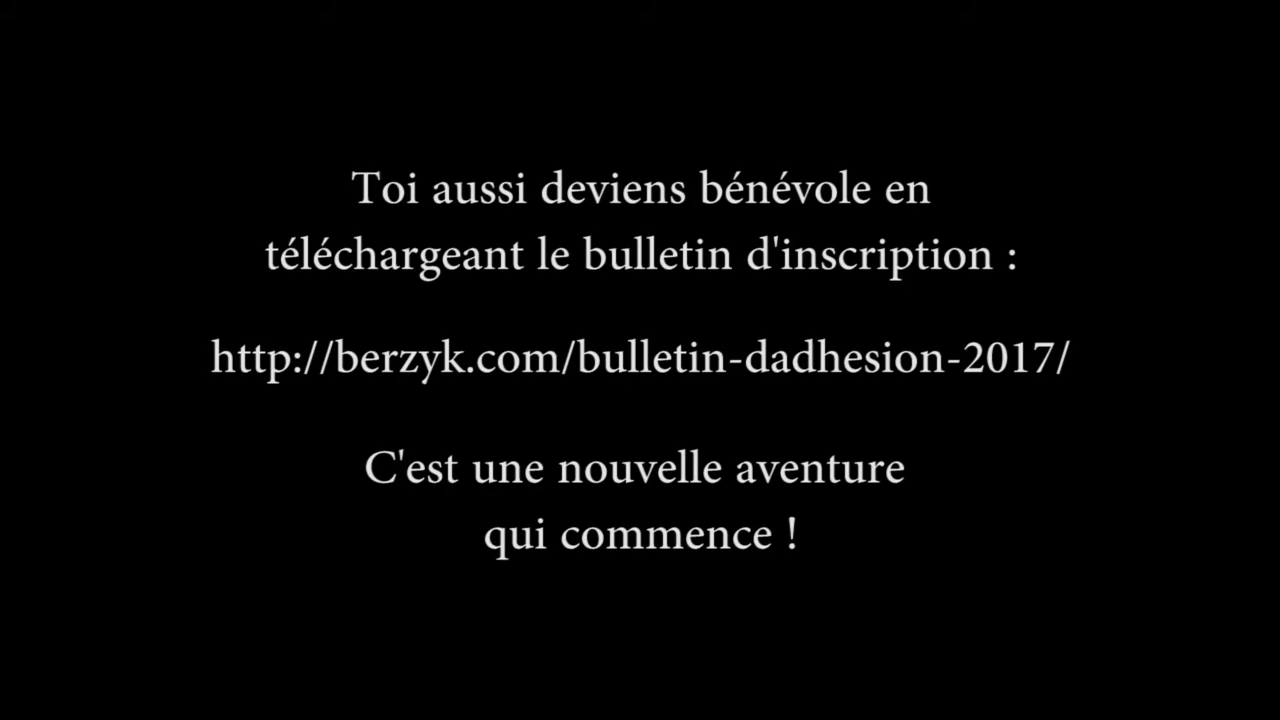 Toi aussi deviens bénévole en
téléchargeant le bulletin d'inscription :
http://berzyk.com/bulletin-dadhesion-2017/
C'est une nouvelle aventure
qui commence !